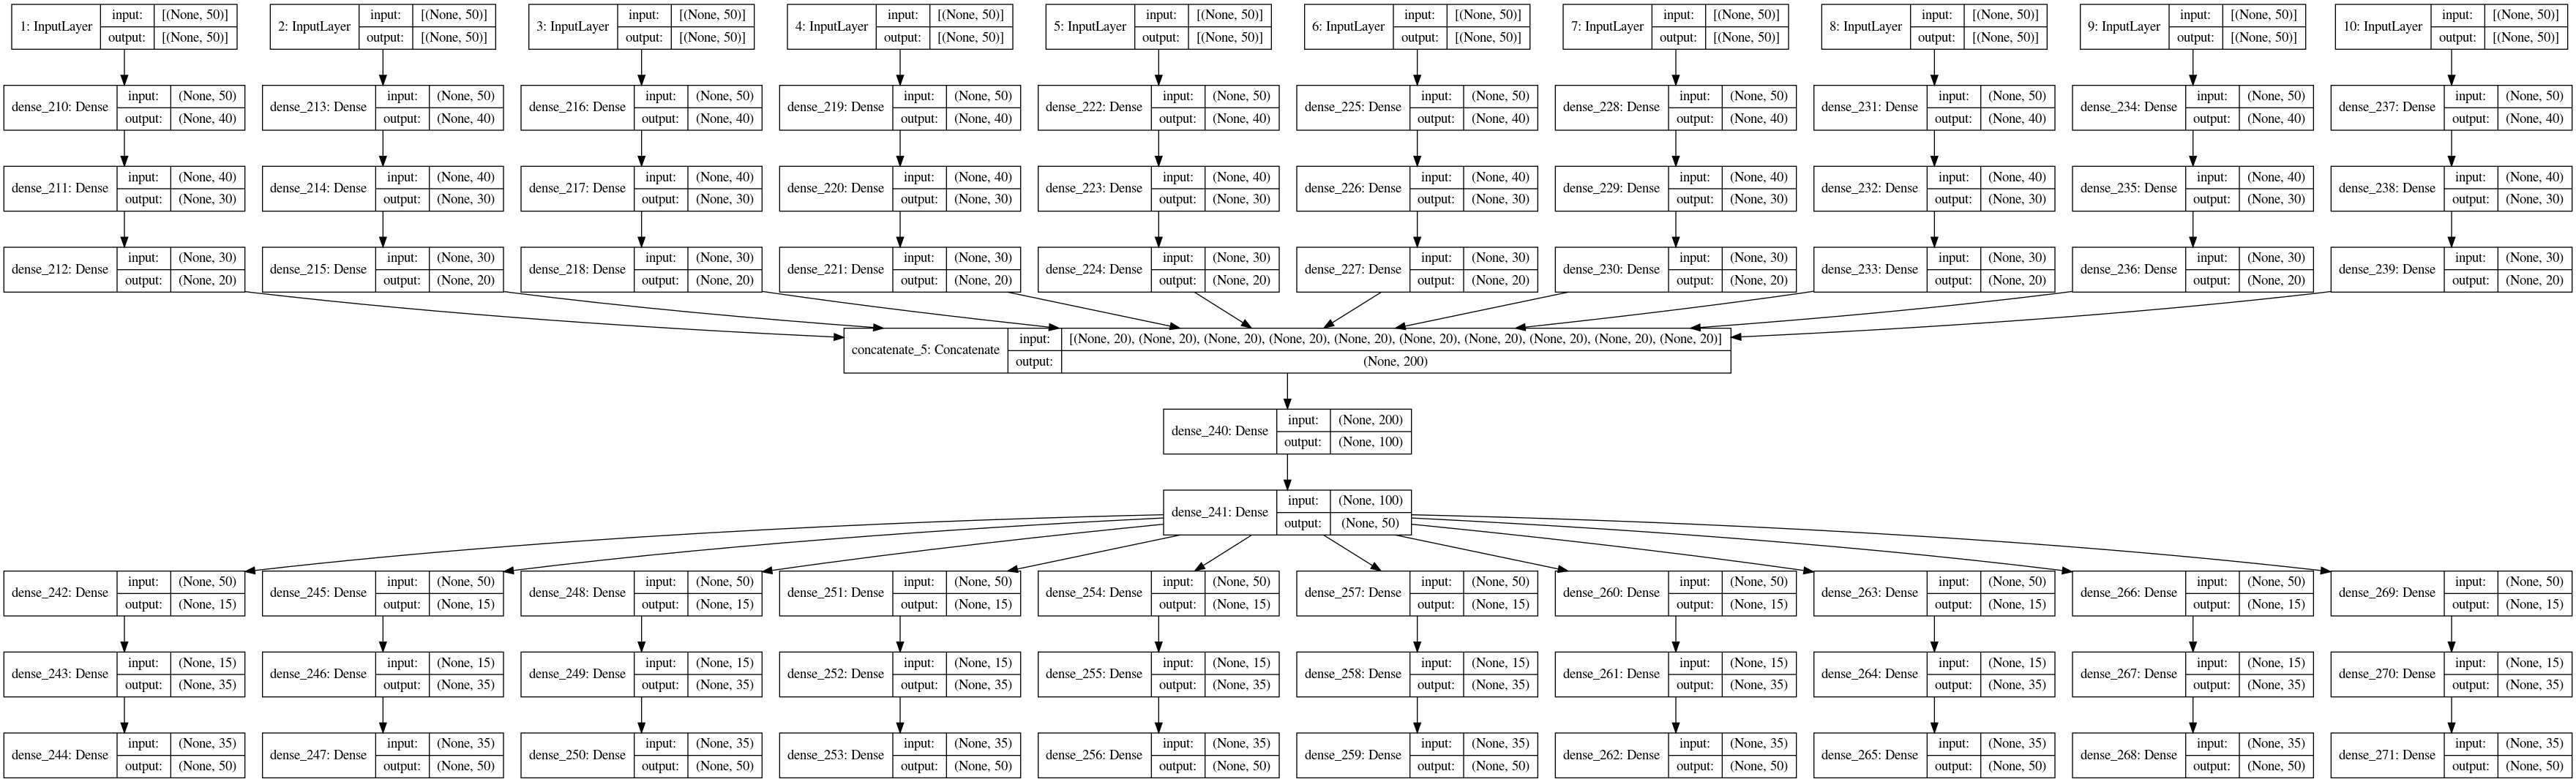 1: InputLayer input: [(None, 50)] output: [(None, 50)]
2: InputLayer input: [(None, 50)] output: [(None, 50)]
3: InputLayer input: [(None, 50)] output: [(None, 50)]
4: InputLayer input: [(None, 50)] output: [(None, 50)]
5: InputLayer input: [(None, 50)] output: [(None, 50)]
6: InputLayer input: [(None, 50)] output: [(None, 50)]
7: InputLayer input: [(None, 50)] output: [(None, 50)]
8: InputLayer input: [(None, 50)] output: [(None, 50)]
9: InputLayer input: [(None, 50)] output: [(None, 50)]
10: InputLayer input: [(None, 50)] output: [(None, 50)]
dense_210: Dense input: (None, 50) output: (None, 40)
dense_213: Dense input: (None, 50) output: (None, 40)
dense_216: Dense input: (None, 50) output: (None, 40)
dense_219: Dense input: (None, 50) output: (None, 40)
dense_222: Dense input: (None, 50) output: (None, 40)
dense_225: Dense input: (None, 50) output: (None, 40)
dense_228: Dense input: (None, 50) output: (None, 40)
dense_231: Dense input: (None, 50) output: (None, 40)
dense_234: Dense input: (None, 50) output: (None, 40)
dense_237: Dense input: (None, 50) output: (None, 40)
dense_211: Dense input: (None, 40) output: (None, 30)
dense_214: Dense input: (None, 40) output: (None, 30)
dense_217: Dense input: (None, 40) output: (None, 30)
dense_220: Dense input: (None, 40) output: (None, 30)
dense_223: Dense input: (None, 40) output: (None, 30)
dense_226: Dense input: (None, 40) output: (None, 30)
dense_229: Dense input: (None, 40) output: (None, 30)
dense_232: Dense input: (None, 40) output: (None, 30)
dense_235: Dense input: (None, 40) output: (None, 30)
dense_238: Dense input: (None, 40) output: (None, 30)
dense_212: Dense input: (None, 30) output: (None, 20)
dense_215: Dense input: (None, 30) output: (None, 20)
dense_218: Dense input: (None, 30) output: (None, 20)
dense_221: Dense input: (None, 30) output: (None, 20)
dense_224: Dense input: (None, 30) output: (None, 20)
dense_227: Dense input: (None, 30) output: (None, 20)
dense_230: Dense input: (None, 30) output: (None, 20)
dense_233: Dense input: (None, 30) output: (None, 20)
dense_236: Dense input: (None, 30) output: (None, 20)
dense_239: Dense input: (None, 30) output: (None, 20)
concatenate_5: Concatenate input: [(None, 20), (None, 20), (None, 20), (None, 20), (None, 20), (None, 20), (None, 20), (None, 20), (None, 20), (None, 20)] output: (None, 200)
dense_240: Dense input: (None, 200) output: (None, 100)
dense_241: Dense input: (None, 100) output: (None, 50)
dense_242: Dense input: (None, 50) output: (None, 15)
dense_245: Dense input: (None, 50) output: (None, 15)
dense_248: Dense input: (None, 50) output: (None, 15)
dense_251: Dense input: (None, 50) output: (None, 15)
dense_254: Dense input: (None, 50) output: (None, 15)
dense_257: Dense input: (None, 50) output: (None, 15)
dense_260: Dense input: (None, 50) output: (None, 15)
dense_263: Dense input: (None, 50) output: (None, 15)
dense_266: Dense input: (None, 50) output: (None, 15)
dense_269: Dense input: (None, 50) output: (None, 15)
dense_243: Dense input: (None, 15) output: (None, 35)
dense_246: Dense input: (None, 15) output: (None, 35)
dense_249: Dense input: (None, 15) output: (None, 35)
dense_252: Dense input: (None, 15) output: (None, 35)
dense_255: Dense input: (None, 15) output: (None, 35)
dense_258: Dense input: (None, 15) output: (None, 35)
dense_261: Dense input: (None, 15) output: (None, 35)
dense_264: Dense input: (None, 15) output: (None, 35)
dense_267: Dense input: (None, 15) output: (None, 35)
dense_270: Dense input: (None, 15) output: (None, 35)
dense_244: Dense input: (None, 35) output: (None, 50)
dense_247: Dense input: (None, 35) output: (None, 50)
dense_250: Dense input: (None, 35) output: (None, 50)
dense_253: Dense input: (None, 35) output: (None, 50)
dense_256: Dense input: (None, 35) output: (None, 50)
dense_259: Dense input: (None, 35) output: (None, 50)
dense_262: Dense input: (None, 35) output: (None, 50)
dense_265: Dense input: (None, 35) output: (None, 50)
dense_268: Dense input: (None, 35) output: (None, 50)
dense_271: Dense input: (None, 35) output: (None, 50)